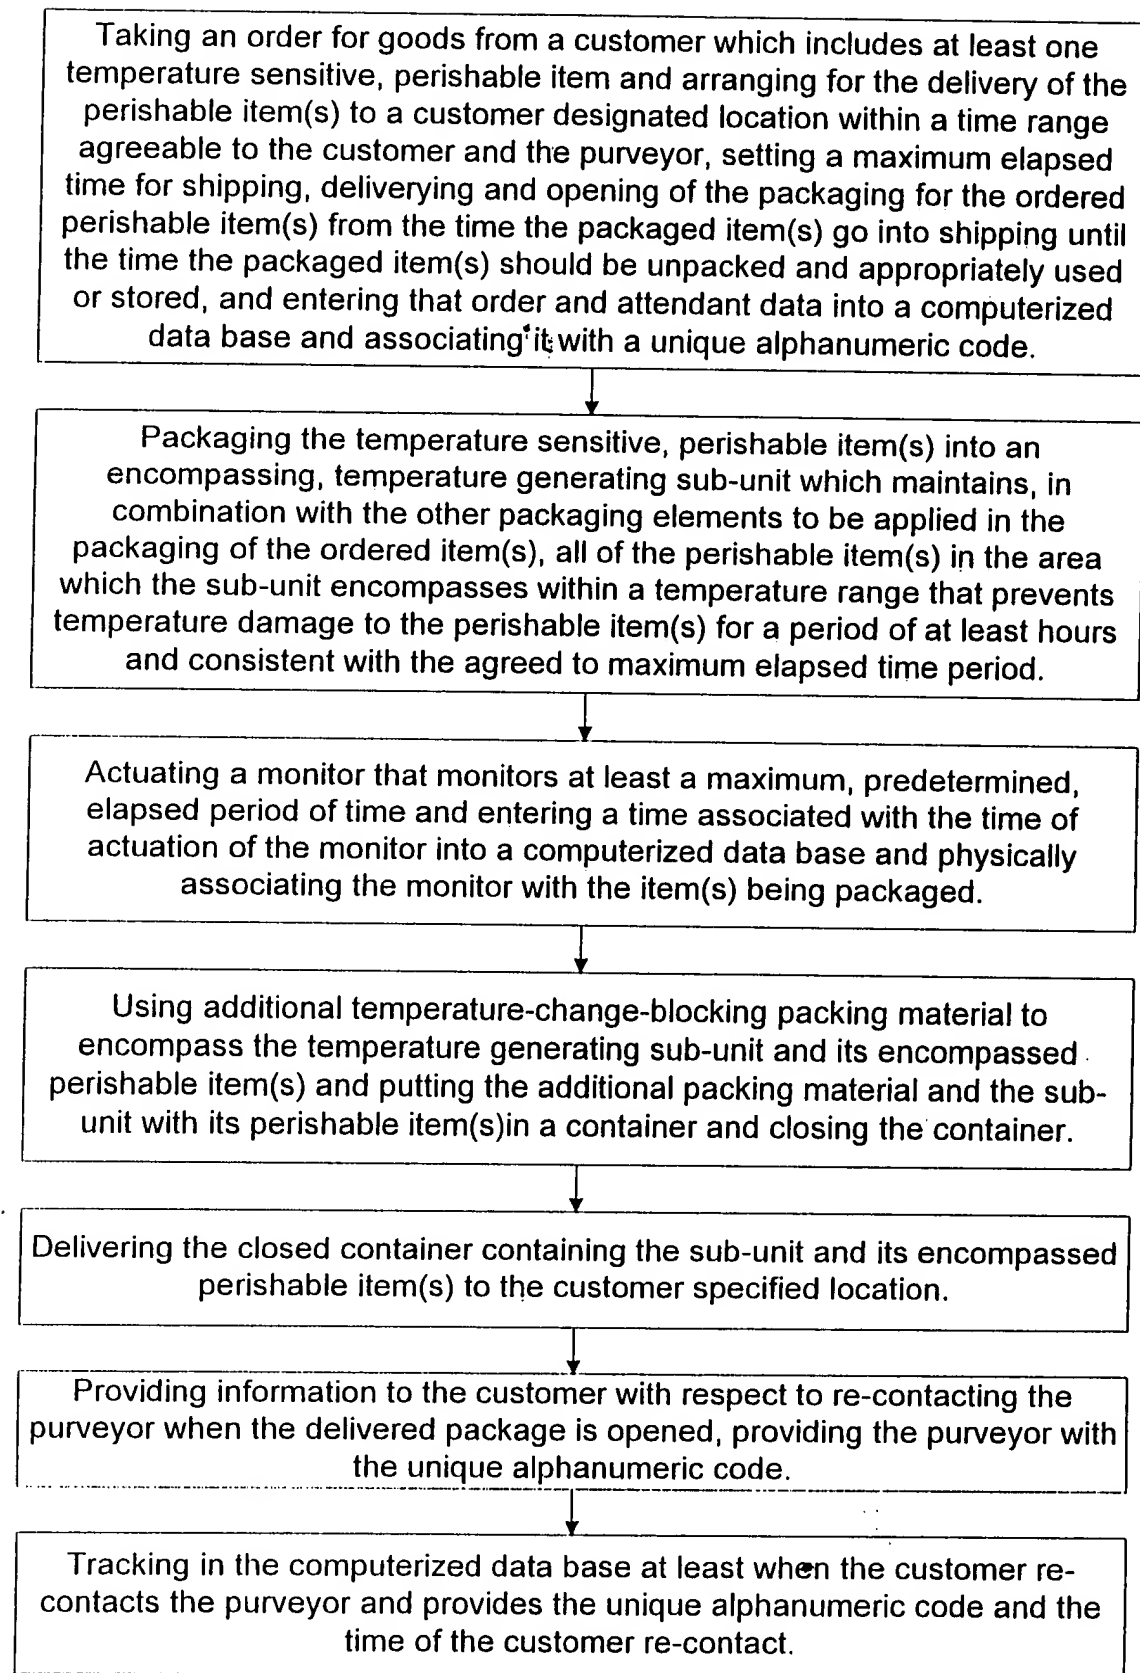 Taking an order for goods from a customer which includes at least one
temperature sensitive, perishable item and arranging for the delivery of the
perishable item(s) to a customer designated location within a time range
agreeable to the customer and the purveyor, setting a maximum elapsed
time for shipping, deliverying and opening of the packaging for the ordered
perishable item(s) from the time the packaged item(s) go into shipping until
the time the packaged item(s) should be unpacked and appropriately used
or stored, and entering that order and attendant data into a computerized
data base and associating it with a unique alphanumeric code.
Packaging the temperature sensitive, perishable item(s) into an
encompassing, temperature generating sub-unit which maintains, in
combination with the other packaging elements to be applied in the
packaging of the ordered item(s), all of the perishable item(s) in the area
which the sub-unit encompasses within a temperature range that prevents
temperature damage to the perishable item(s) for a period of at least hours
and consistent with the agreed to maximum elapsed time period.
Actuating a monitor that monitors at least a maximum, predetermined,
elapsed period of time and entering a time associated with the time of
actuation of the monitor into a computerized data base and physically
associating the monitor with the item(s) being packaged.
Using additional temperature-change-blocking packing material to
encompass the temperature generating sub-unit and its encompassed
perishable item(s) and putting the additional packing material and the sub-
unit with its perishable item(s)in a container and closing the container.
Delivering the closed container containing the sub-unit and its encompassed
perishable item(s) to the customer specified location.
Providing information to the customer with respect to re-contacting the
purveyor when the delivered package is opened, providing the purveyor with
the unique alphanumeric code.
Tracking in the computerized data base at least when the customer re-
contacts the purveyor and provides the unique alphanumeric code and the
time of the customer re-contact.